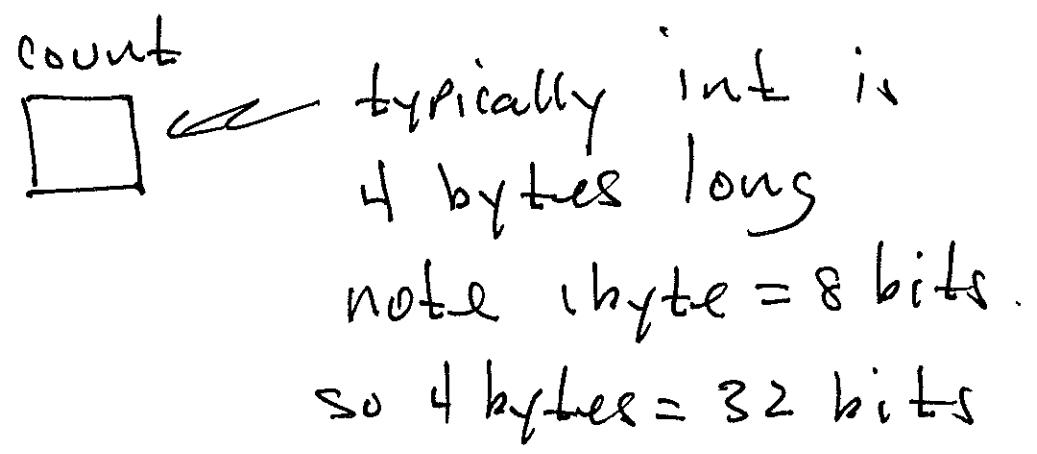 count
typically int is
4 bytes long
note 1byte = 8 bits.
so 4 bytes = 32 bits